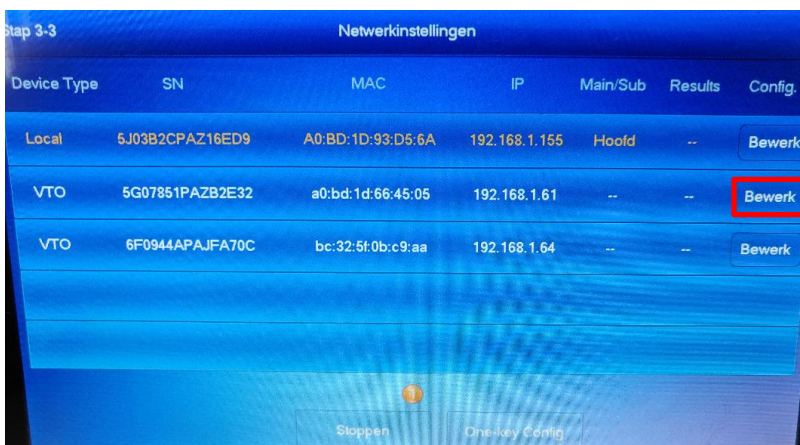 Stap 3-3 Netwerkinstellingen
Device Type SN MAC IP Main/Sub Results Config.
Local 5J03B2CPAZ16ED9 A0:BD:1D:93:D5:6A 192.168.1.155 Hoofd -- Bewerk
VTO 5G07851PAZB2E32 a0:bd:1d:66:45:05 192.168.1.61 -- -- Bewerk
VTO 6F0944APAJFA70C bc:32:5f:0b:c9:aa 192.168.1.64 -- -- Bewerk
Stoppen One-key Config